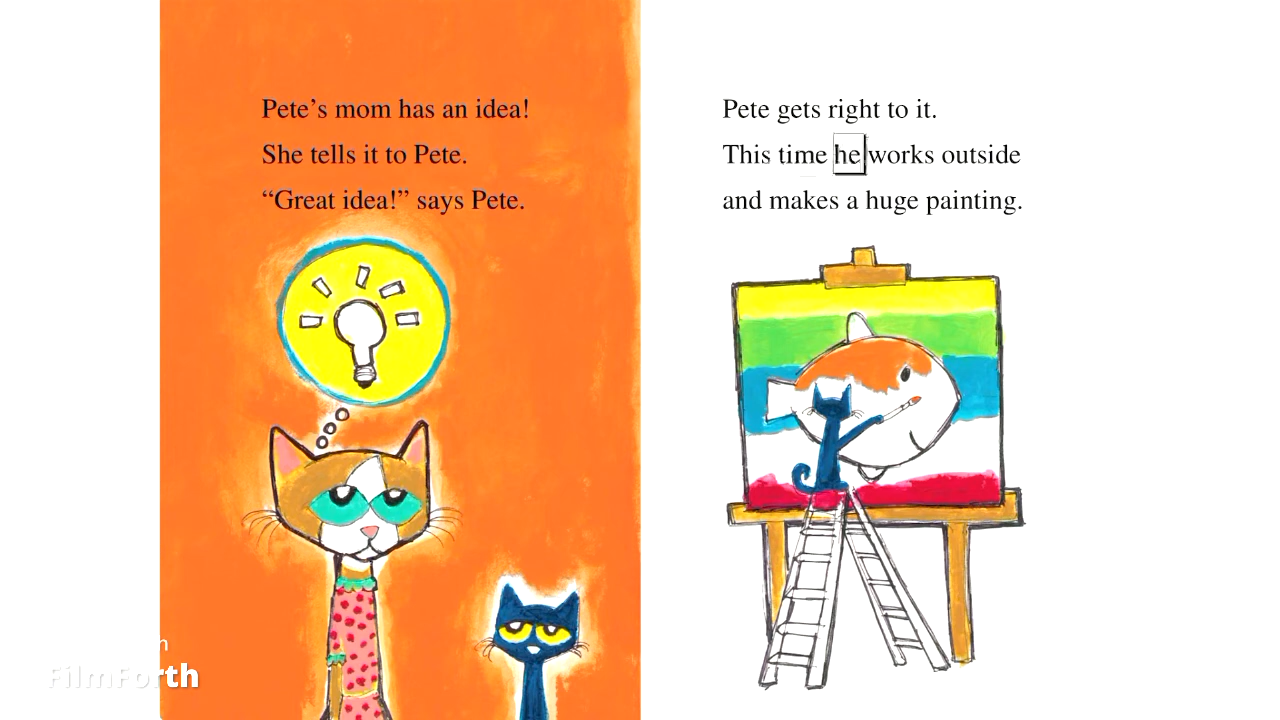 Pete’s mom has an idea!
She tells it to Pete.
“Great idea!” says Pete.
Pete gets right to it.
This time he works outside
and makes a huge painting.
FilmForth